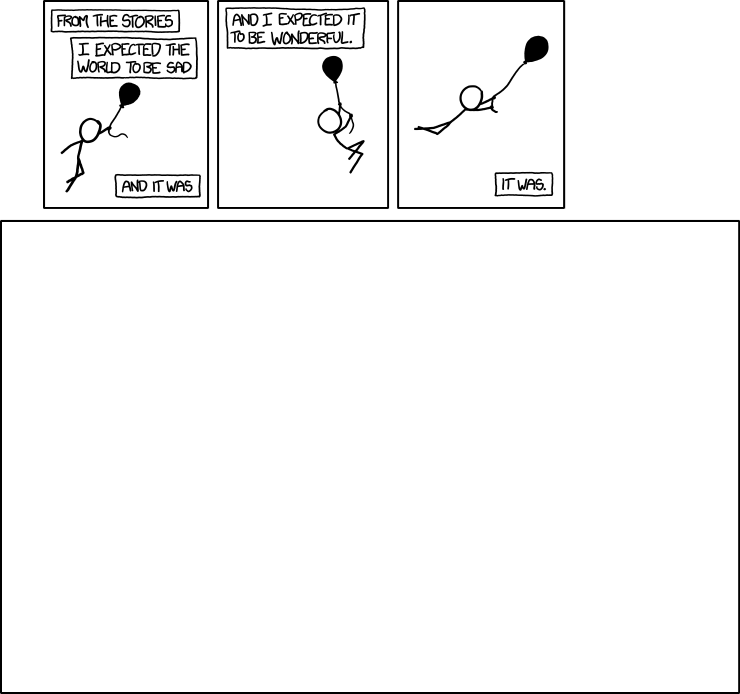 FROM THE STORIES
I EXPECTED THE
WORLD TO BE SAD
AND IT WAS
AND I EXPECTED IT
TO BE WONDERFUL.
IT WAS.